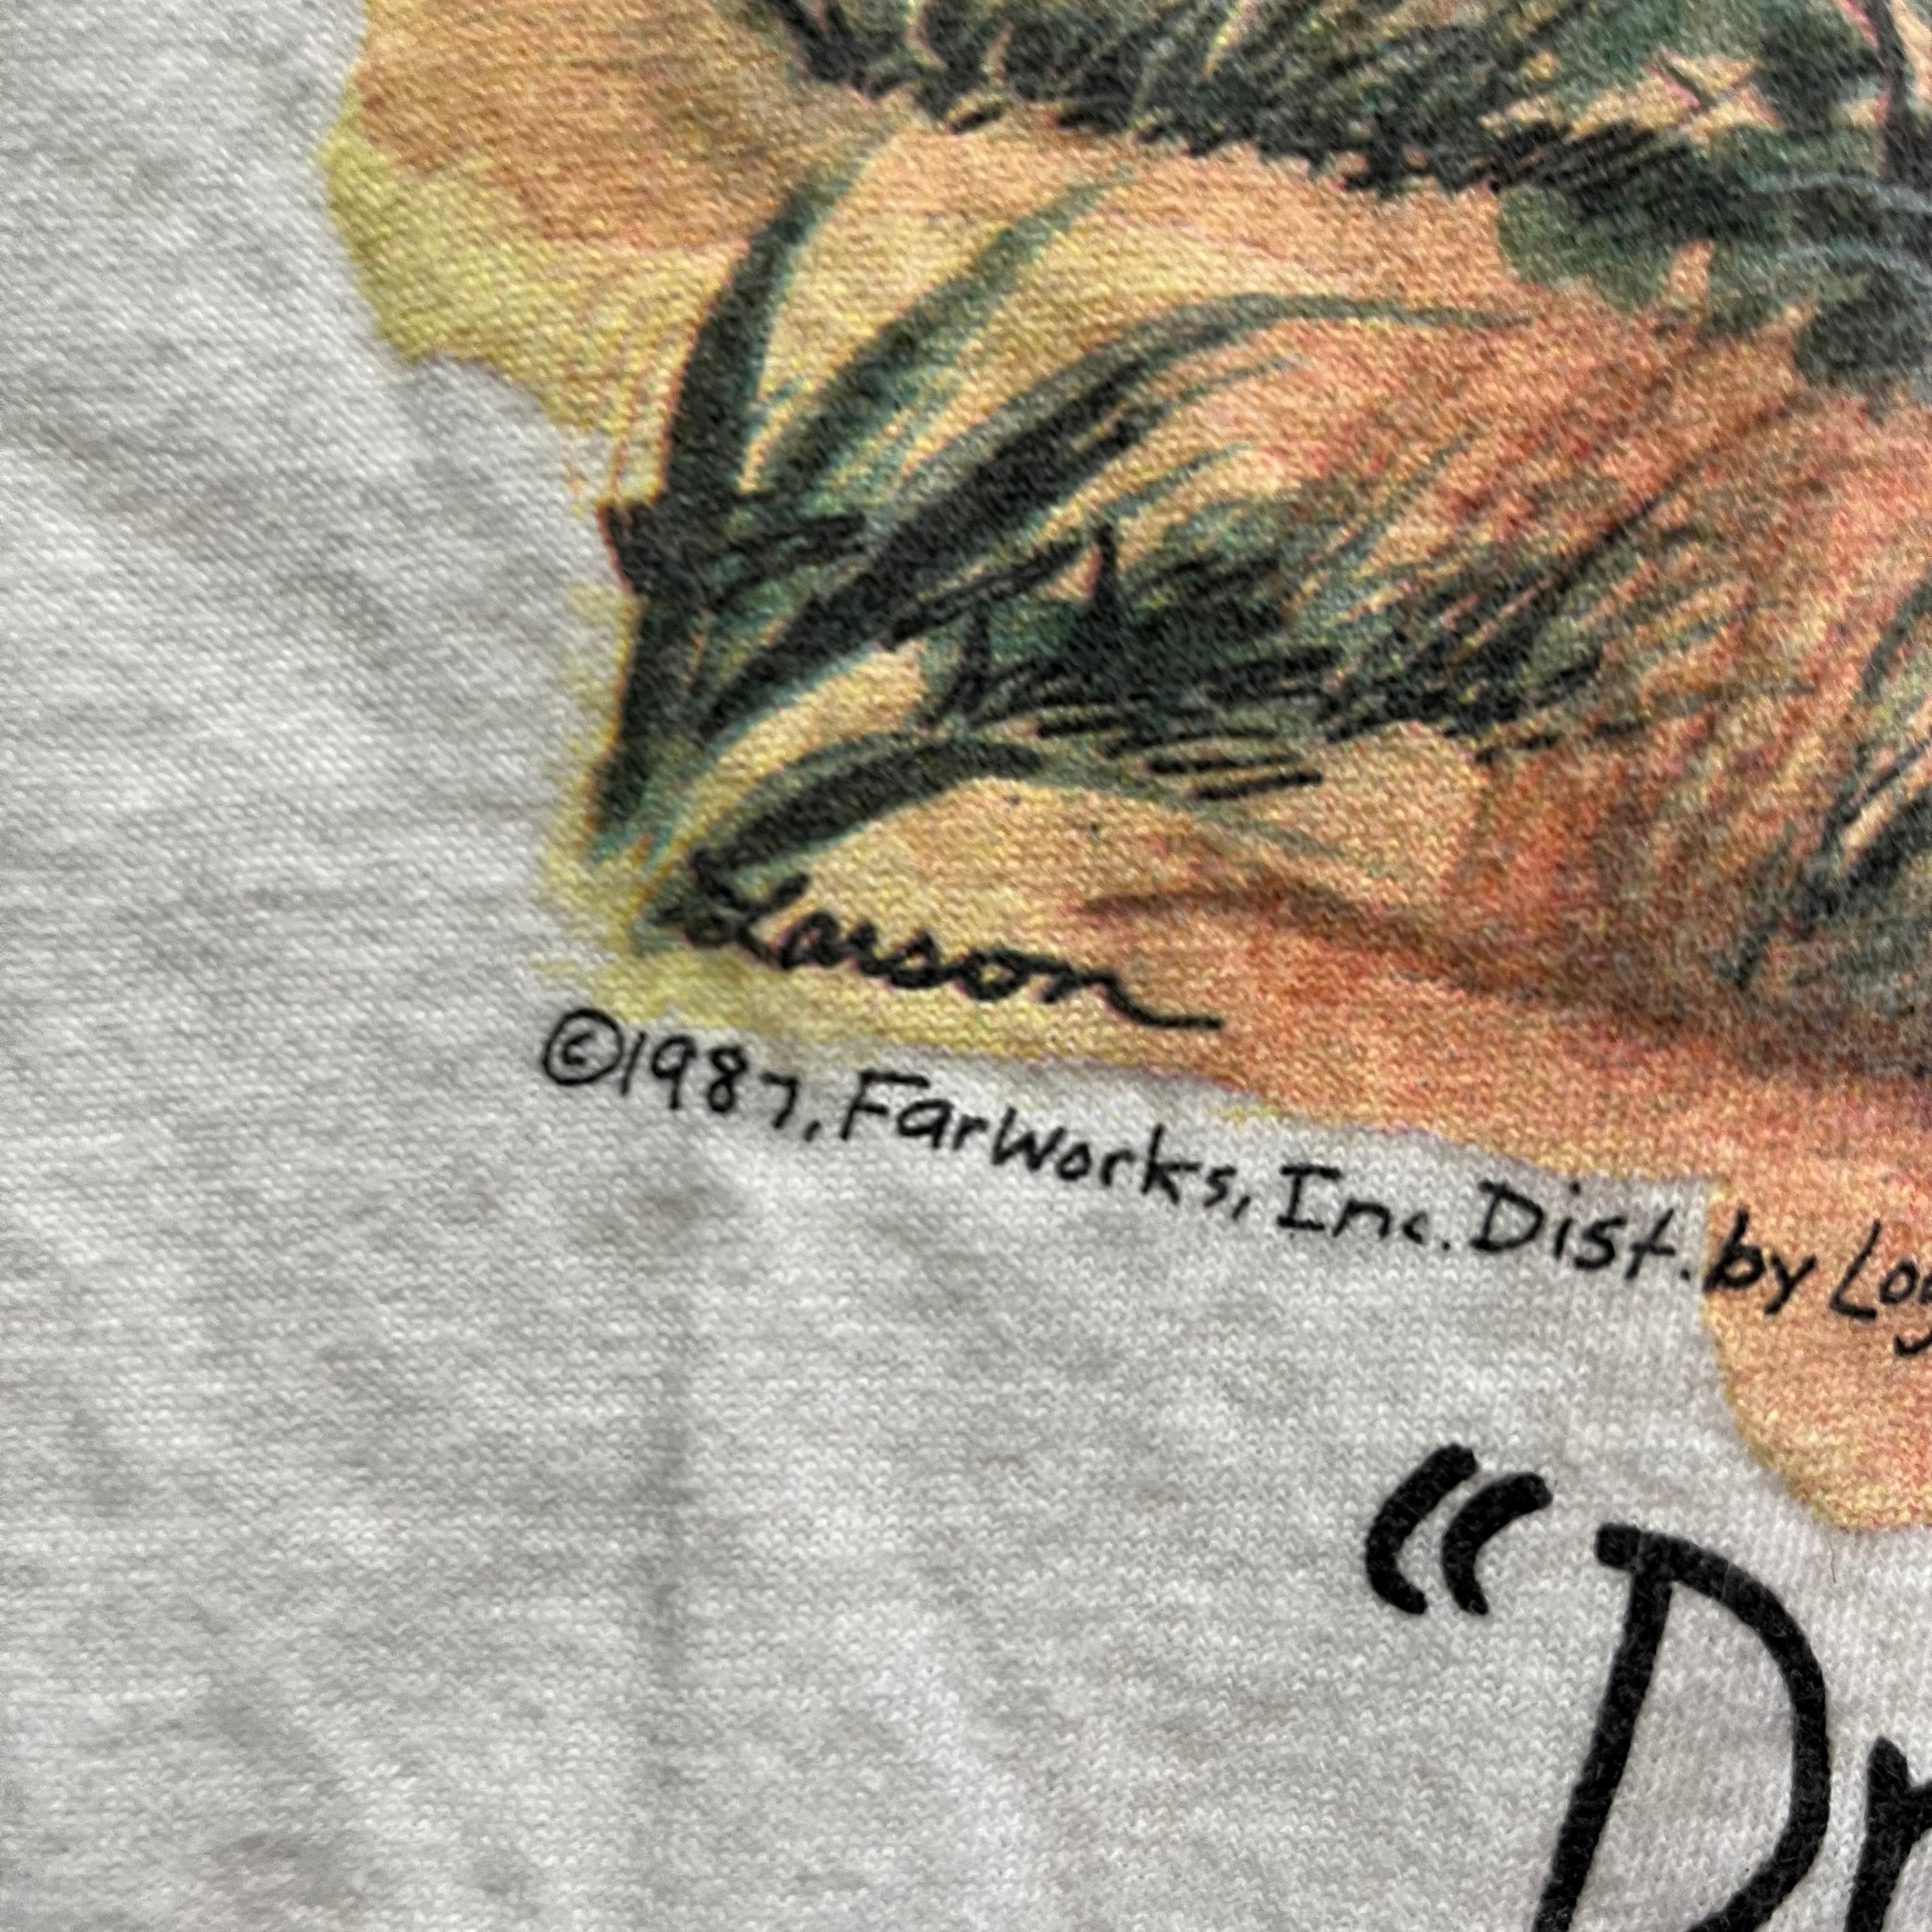 Larson
©1987, FarWorks, Inc. Dist. by
"